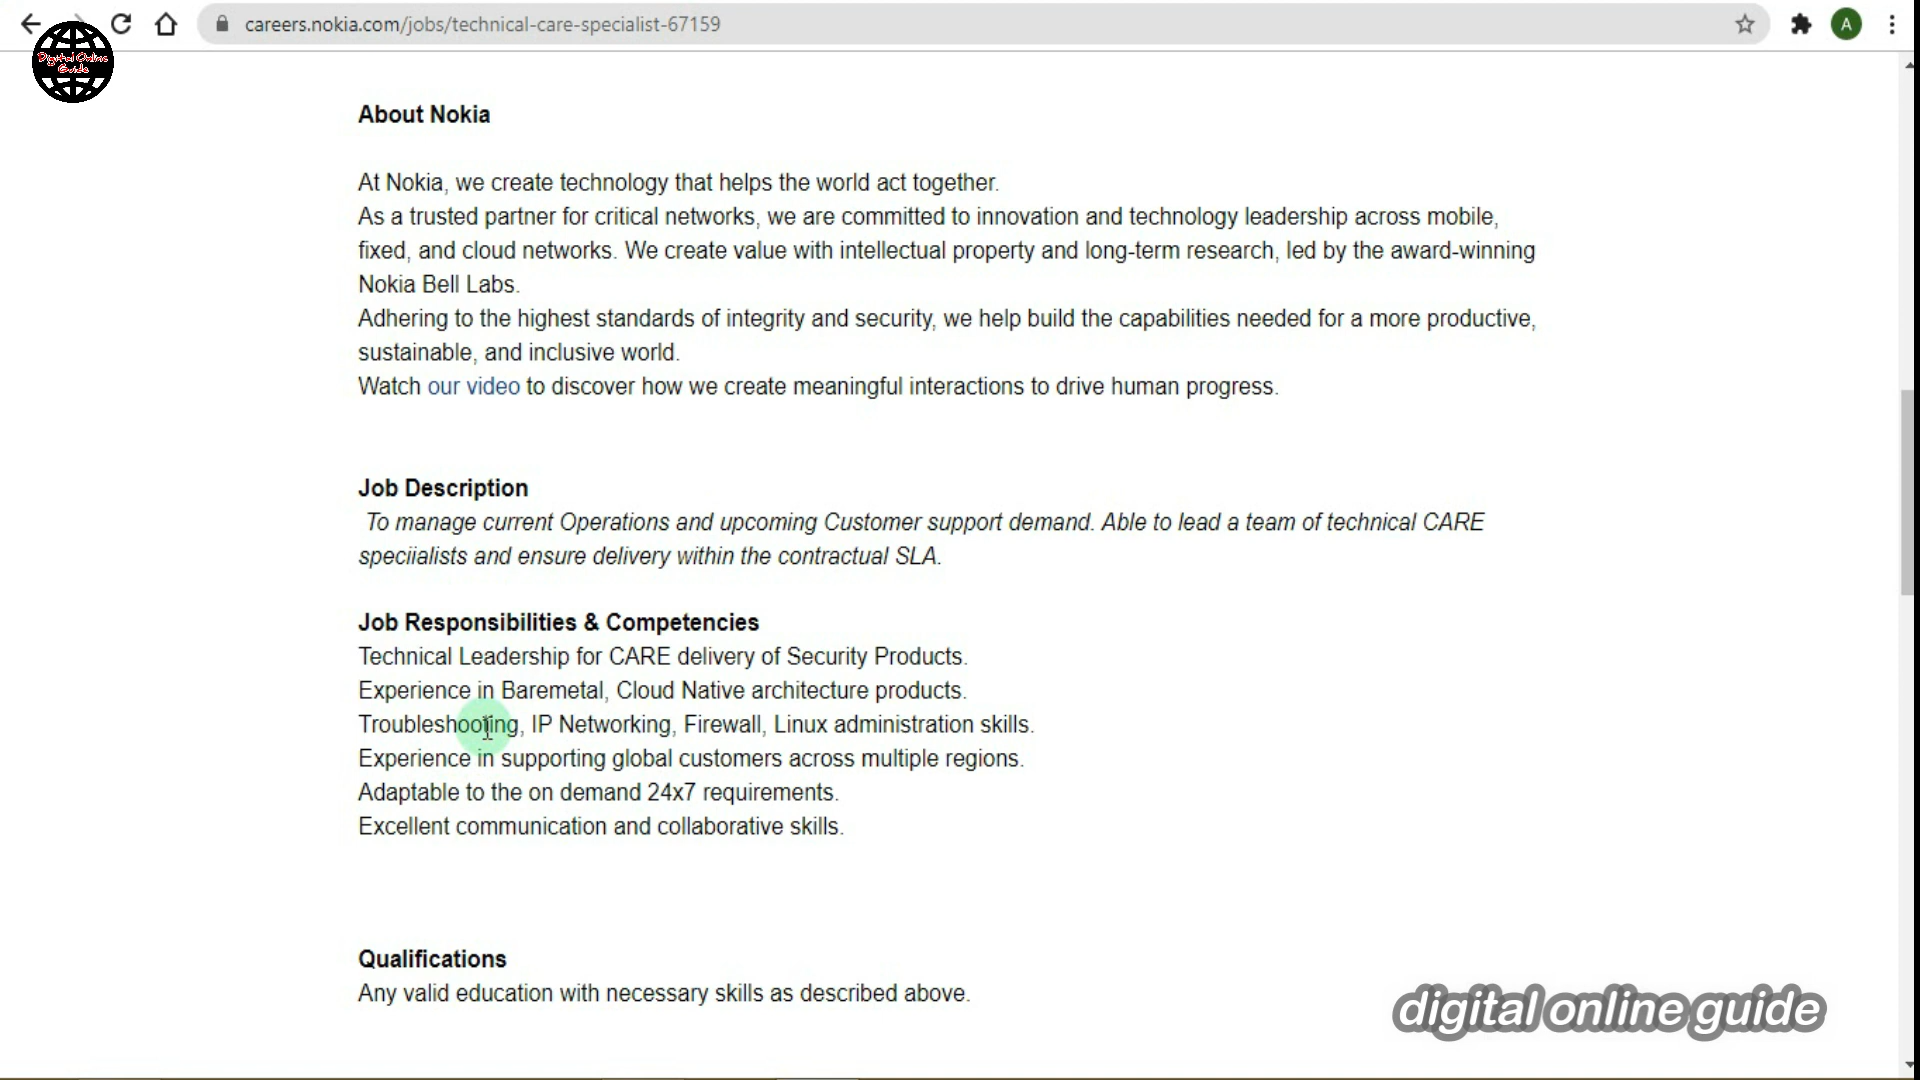 careers.nokia.com/jobs/technical-care-specialist-67159
A
Digital Online
Guide
About Nokia
At Nokia, we create technology that helps the world act together.
As a trusted partner for critical networks, we are committed to innovation and technology leadership across mobile,
fixed, and cloud networks. We create value with intellectual property and long-term research, led by the award-winning
Nokia Bell Labs.
Adhering to the highest standards of integrity and security, we help build the capabilities needed for a more productive,
sustainable, and inclusive world.
Watch our video to discover how we create meaningful interactions to drive human progress.
Job Description
To manage current Operations and upcoming Customer support demand. Able to lead a team of technical CARE
speciialists and ensure delivery within the contractual SLA.
Job Responsibilities & Competencies
Technical Leadership for CARE delivery of Security Products.
Experience in Baremetal, Cloud Native architecture products.
Troubleshooting, IP Networking, Firewall, Linux administration skills.
Experience in supporting global customers across multiple regions.
Adaptable to the on demand 24x7 requirements.
Excellent communication and collaborative skills.
Qualifications
Any valid education with necessary skills as described above.
digital online guide